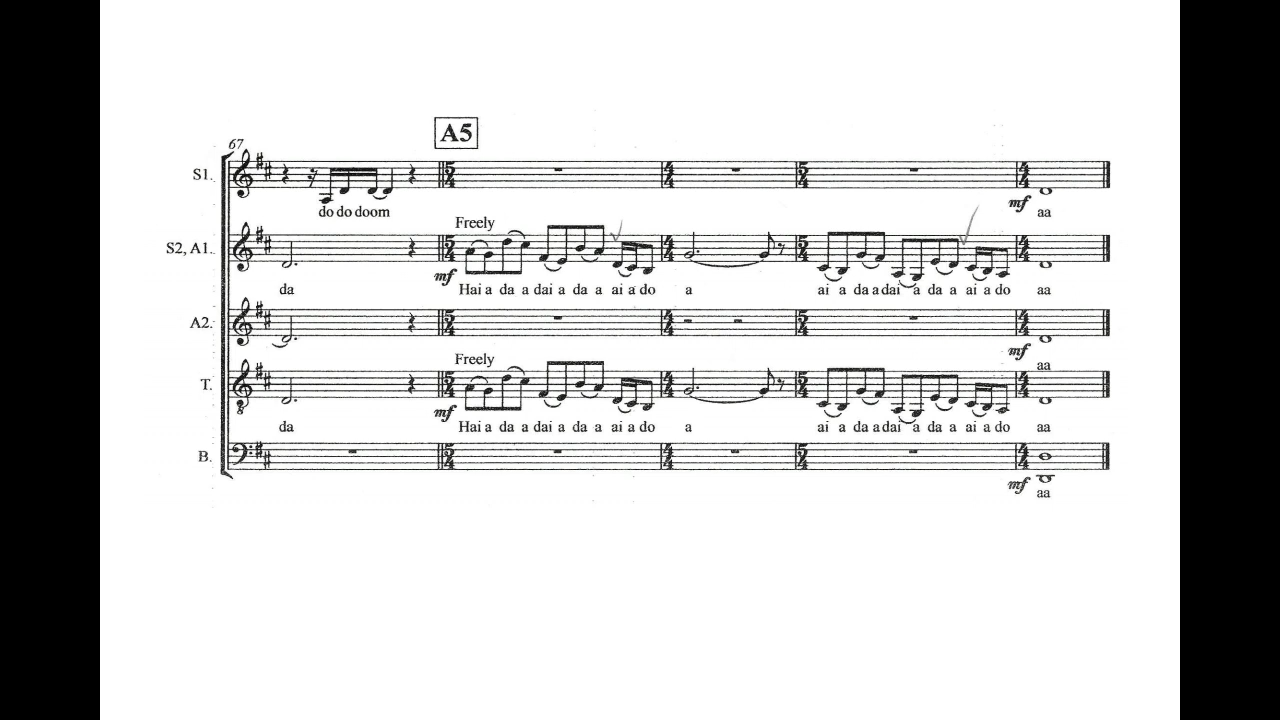 A5
67
S1.
do do doom
mf
aa
Freely
S2, A1.
mf
da
Hai a da a dai a da a ai a do a ai a da a dai a da a ai a do aa
A2.
mf
aa
Freely
T.
mf
da
Hai a da a dai a da a ai a do a ai a da a dai a da a ai a do aa
B.
mf
aa